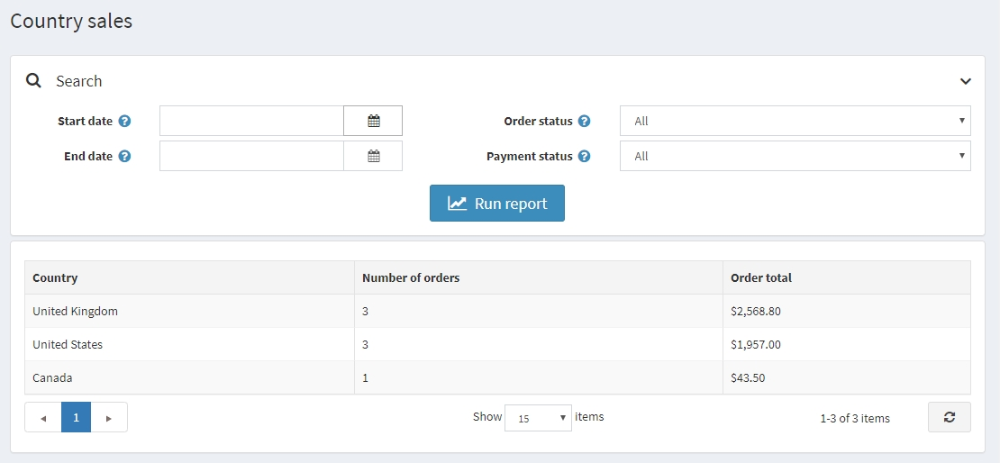 Country sales
Search
Start date
Order status All
End date
Payment status All
Run report
Country Number of orders Order total
United Kingdom 3 $2,568.80
United States 3 $1,957.00
Canada 1 $43.50
1 Show 15 items 1-3 of 3 items